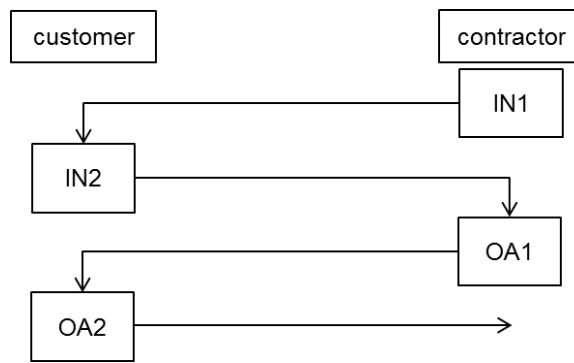 customer
contractor
IN1
IN2
OA1
OA2